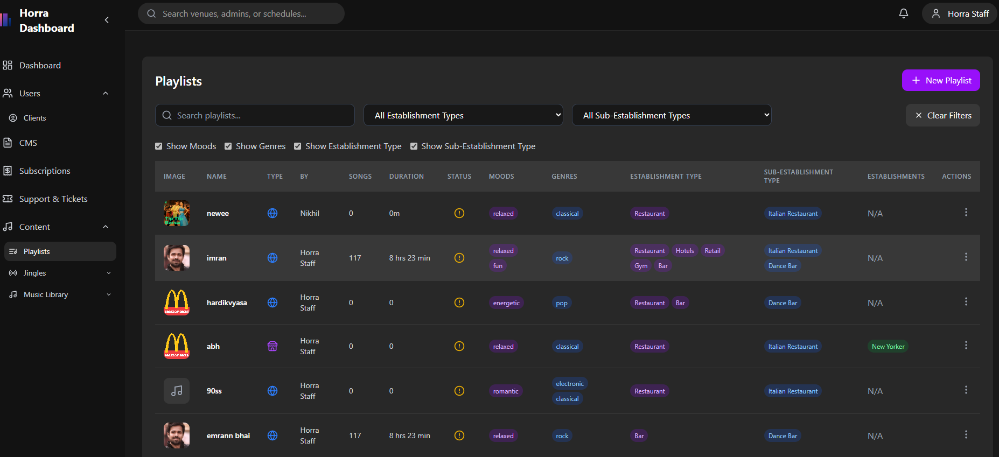 Horra
Dashboard
Search venues, admins, or schedules...
Horra Staff
Dashboard
Users
Clients
CMS
Subscriptions
Support & Tickets
Content
Playlists
Jingles
Music Library
Playlists
New Playlist
Search playlists...
All Establishment Types
All Sub-Establishment Types
Clear Filters
Show Moods Show Genres Show Establishment Type Show Sub-Establishment Type
IMAGE NAME TYPE BY SONGS DURATION STATUS MOODS GENRES ESTABLISHMENT TYPE SUB-ESTABLISHMENT TYPE ESTABLISHMENTS ACTIONS
Tip Tip
Barsa
newee Nikhil 0 0m relaxed classical Restaurant Italian Restaurant N/A
imran Horra Staff 117 8 hrs 23 min relaxed fun rock Restaurant Hotels Retail Gym Bar Italian Restaurant Dance Bar N/A
hardikvyasa Horra Staff 0 0 energetic pop Restaurant Bar Dance Bar N/A
abh Horra Staff 0 0 relaxed classical Restaurant Italian Restaurant New Yorker
90ss Horra Staff 0 0 romantic electronic classical Restaurant Italian Restaurant N/A
emrann bhai Horra Staff 117 8 hrs 23 min relaxed rock Bar Dance Bar N/A